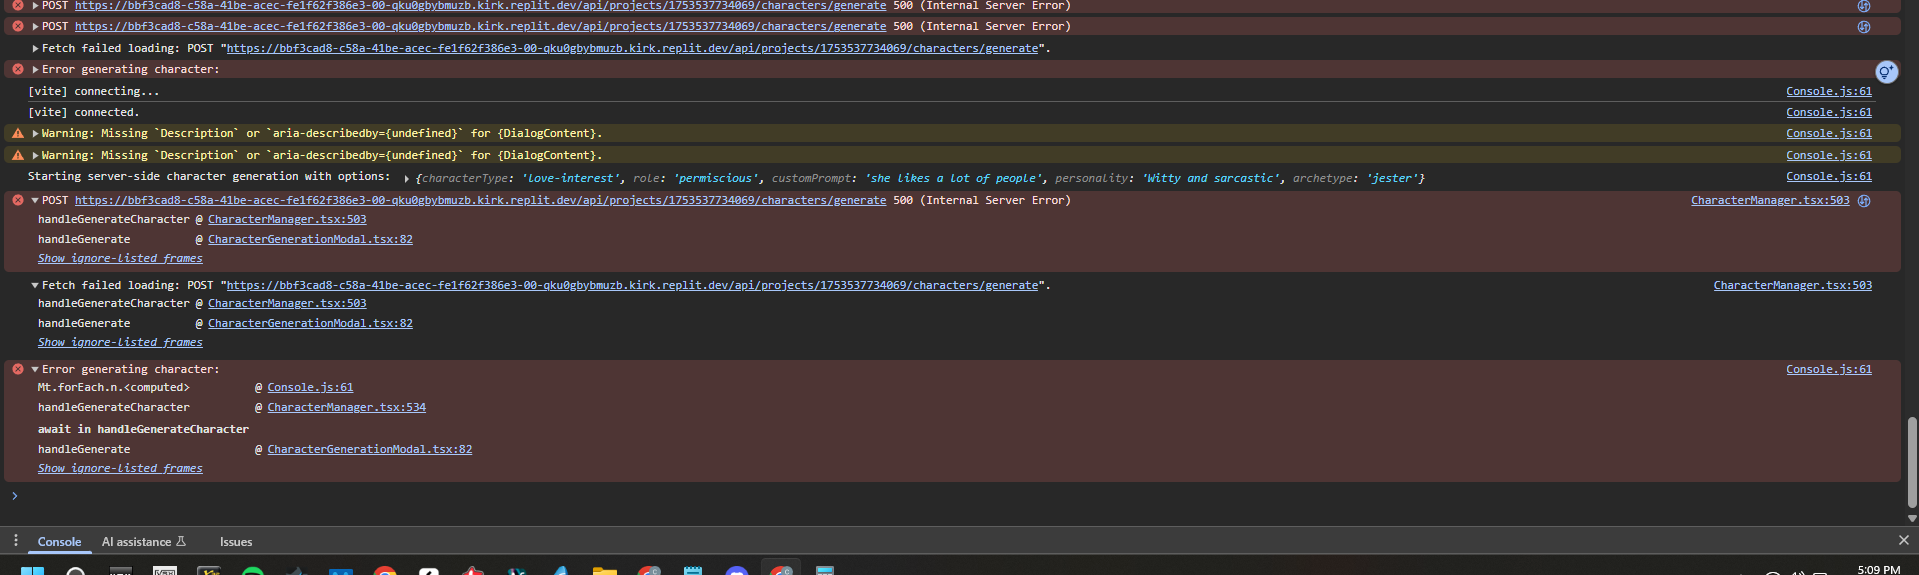 POST https://bbf3cad8-c58a-41be-acec-fe1f62f386e3-00-qku0gbybmuzb.kirk.replit.dev/api/projects/1753537734069/characters/generate 500 (Internal Server Error)
POST https://bbf3cad8-c58a-41be-acec-fe1f62f386e3-00-qku0gbybmuzb.kirk.replit.dev/api/projects/1753537734069/characters/generate 500 (Internal Server Error)
Fetch failed loading: POST "https://bbf3cad8-c58a-41be-acec-fe1f62f386e3-00-qku0gbybmuzb.kirk.replit.dev/api/projects/1753537734069/characters/generate".
Error generating character:
[vite] connecting... Console.js:61
[vite] connected. Console.js:61
Warning: Missing `Description` or `aria-describedby={undefined}` for {DialogContent}. Console.js:61
Warning: Missing `Description` or `aria-describedby={undefined}` for {DialogContent}. Console.js:61
Starting server-side character generation with options: {characterType: 'love-interest', role: 'permiscious', customPrompt: 'she likes a lot of people', personality: 'Witty and sarcastic', archetype: 'jester'} Console.js:61
POST https://bbf3cad8-c58a-41be-acec-fe1f62f386e3-00-qku0gbybmuzb.kirk.replit.dev/api/projects/1753537734069/characters/generate 500 (Internal Server Error) CharacterManager.tsx:503
handleGenerateCharacter @ CharacterManager.tsx:503
handleGenerate @ CharacterGenerationModal.tsx:82
Show ignore-listed frames
Fetch failed loading: POST "https://bbf3cad8-c58a-41be-acec-fe1f62f386e3-00-qku0gbybmuzb.kirk.replit.dev/api/projects/1753537734069/characters/generate". CharacterManager.tsx:503
handleGenerateCharacter @ CharacterManager.tsx:503
handleGenerate @ CharacterGenerationModal.tsx:82
Show ignore-listed frames
Error generating character: Console.js:61
Mt.forEach.n.<computed> @ Console.js:61
handleGenerateCharacter @ CharacterManager.tsx:534
await in handleGenerateCharacter
handleGenerate @ CharacterGenerationModal.tsx:82
Show ignore-listed frames
Console AI assistance Issues
5:09 PM